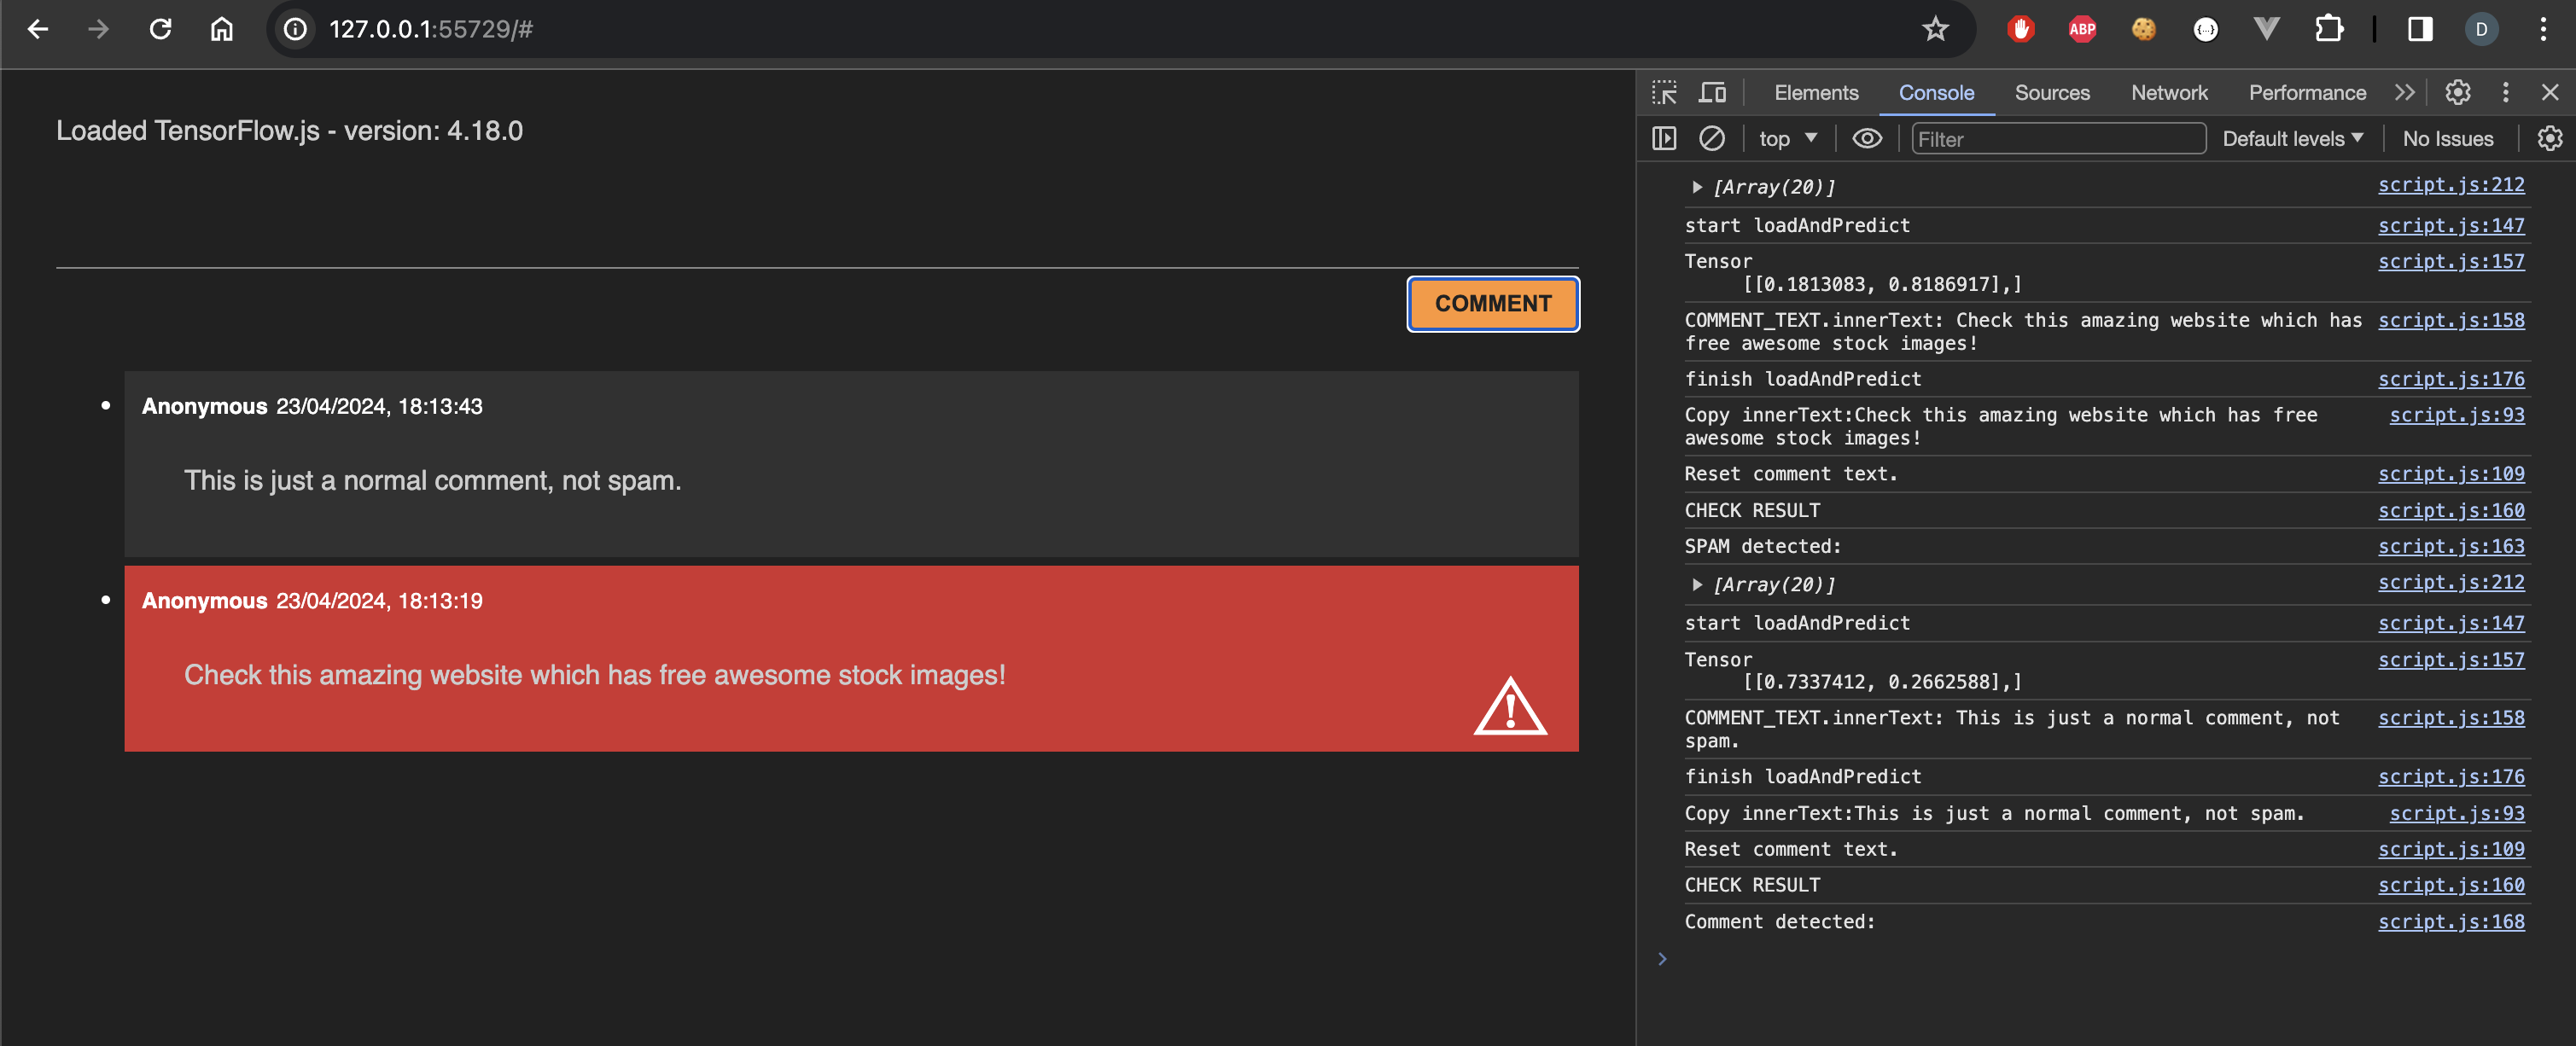 127.0.0.1:55729/#
ABP
{...}
D
Loaded TensorFlow.js - version: 4.18.0
COMMENT
Anonymous 23/04/2024, 18:13:43
This is just a normal comment, not spam.
Anonymous 23/04/2024, 18:13:19
Check this amazing website which has free awesome stock images!
Elements Console Sources Network Performance
top Filter Default levels No Issues
[Array(20)] script.js:212
start loadAndPredict script.js:147
Tensor script.js:157
[[0.1813083, 0.8186917],]
COMMENT_TEXT.innerText: Check this amazing website which has script.js:158
free awesome stock images!
finish loadAndPredict script.js:176
Copy innerText:Check this amazing website which has free script.js:93
awesome stock images!
Reset comment text. script.js:109
CHECK RESULT script.js:160
SPAM detected: script.js:163
[Array(20)] script.js:212
start loadAndPredict script.js:147
Tensor script.js:157
[[0.7337412, 0.2662588],]
COMMENT_TEXT.innerText: This is just a normal comment, not script.js:158
spam.
finish loadAndPredict script.js:176
Copy innerText:This is just a normal comment, not spam. script.js:93
Reset comment text. script.js:109
CHECK RESULT script.js:160
Comment detected: script.js:168